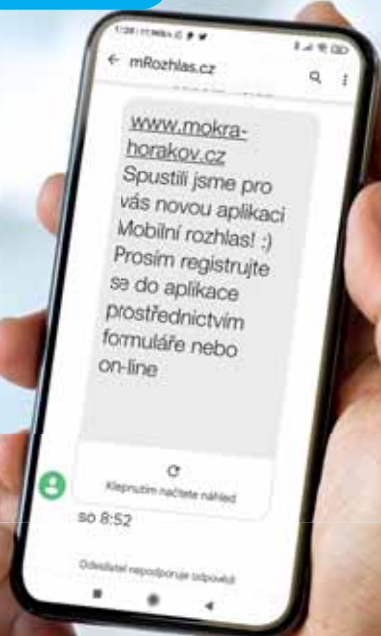 ← mRozhlas.cz
www.mokra-
horakov.cz
Spustili jsme pro
vás novou aplikaci
Mobilní rozhlas! :)
Prosím registrujte
se do aplikace
prostřednictvím
formuláře nebo
on-line
Klepnutím načtete náhled
so 8:52
Odesílatel nepodporuje odpovědi